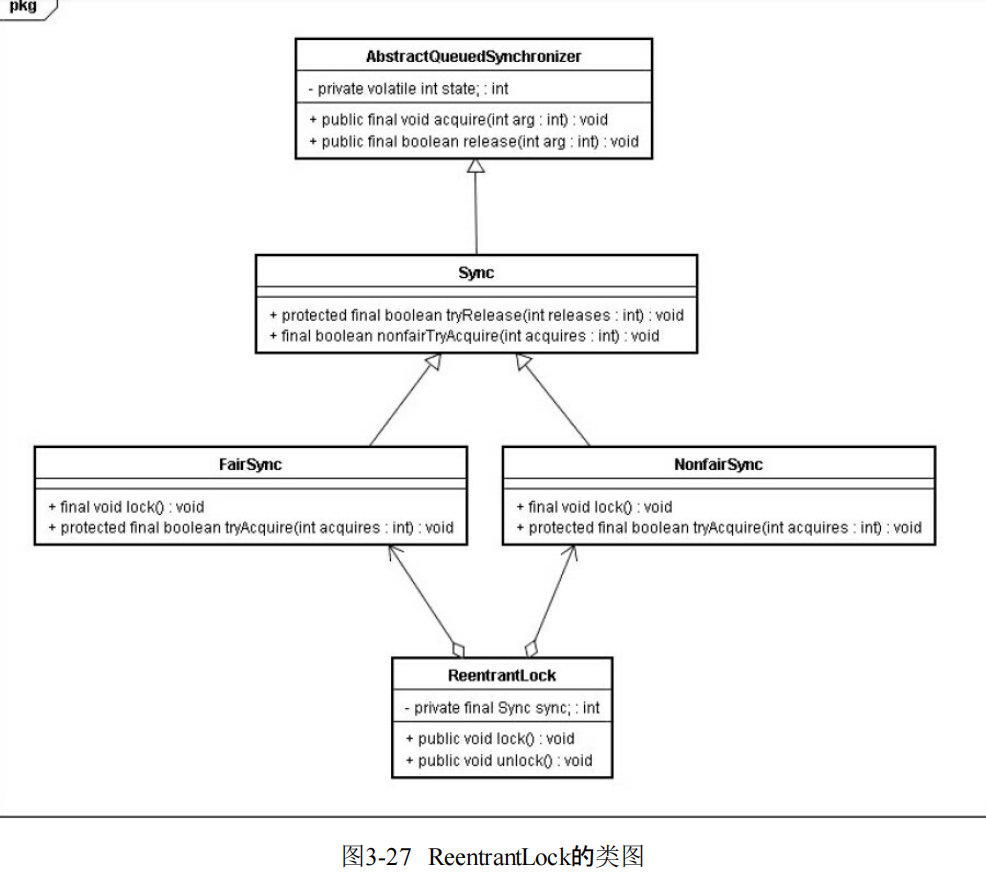 pkg
AbstractQueuedSynchronizer
- private volatile int state; : int
+ public final void acquire(int arg : int) : void
+ public final boolean release(int arg : int) : void
Sync
+ protected final boolean tryRelease(int releases : int) : void
+ final boolean nonfairTryAcquire(int acquires : int) : void
FairSync
+ final void lock() : void
+ protected final boolean tryAcquire(int acquires : int) : void
NonfairSync
+ final void lock() : void
+ protected final boolean tryAcquire(int acquires : int) : void
ReentrantLock
- private final Sync sync; : int
+ public void lock() : void
+ public void unlock() : void
图3-27 ReentrantLock的类图